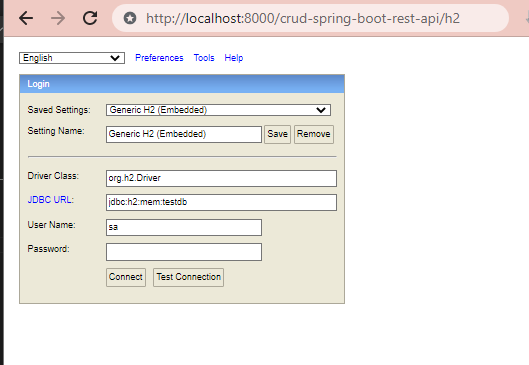 http://localhost:8000/crud-spring-boot-rest-api/h2
English Preferences Tools Help
Login
Saved Settings: Generic H2 (Embedded)
Setting Name: Generic H2 (Embedded) Save Remove
Driver Class: org.h2.Driver
JDBC URL: jdbc:h2:mem:testdb
User Name: sa
Password:
Connect Test Connection